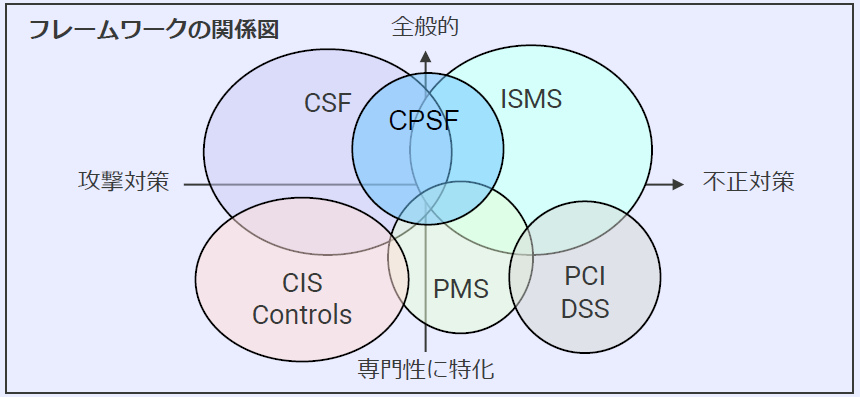 フレームワークの関係図
全般的
CSF
CPSF
ISMS
攻撃対策
不正対策
CIS
Controls
PMS
PCI
DSS
専門性に特化